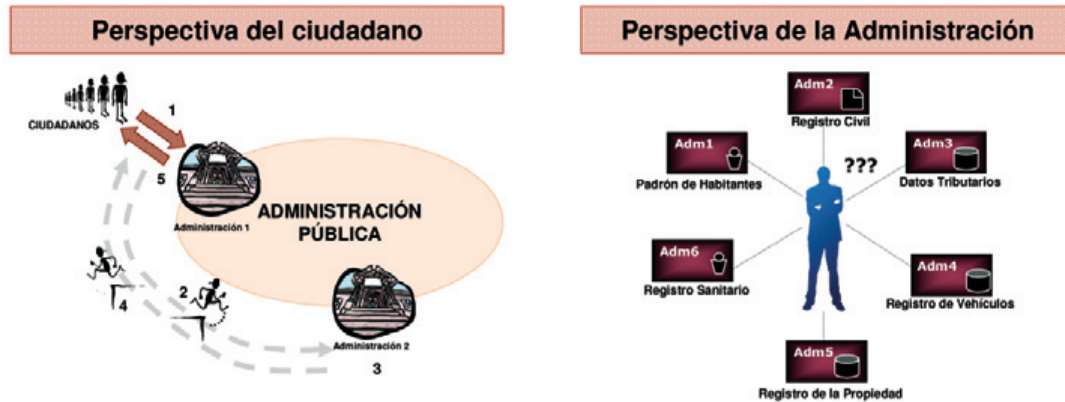 Perspectiva del ciudadano
CIUDADANOS
1
5
Administración 1
ADMINISTRACIÓN
PÚBLICA
2
4
Administración 2
3
Perspectiva de la Administración
Adm2
Registro Civil
Adm1
Padrón de Habitantes
???
Adm3
Datos Tributarios
Adm6
Registro Sanitario
Adm4
Registro de Vehículos
Adm5
Registro de la Propiedad